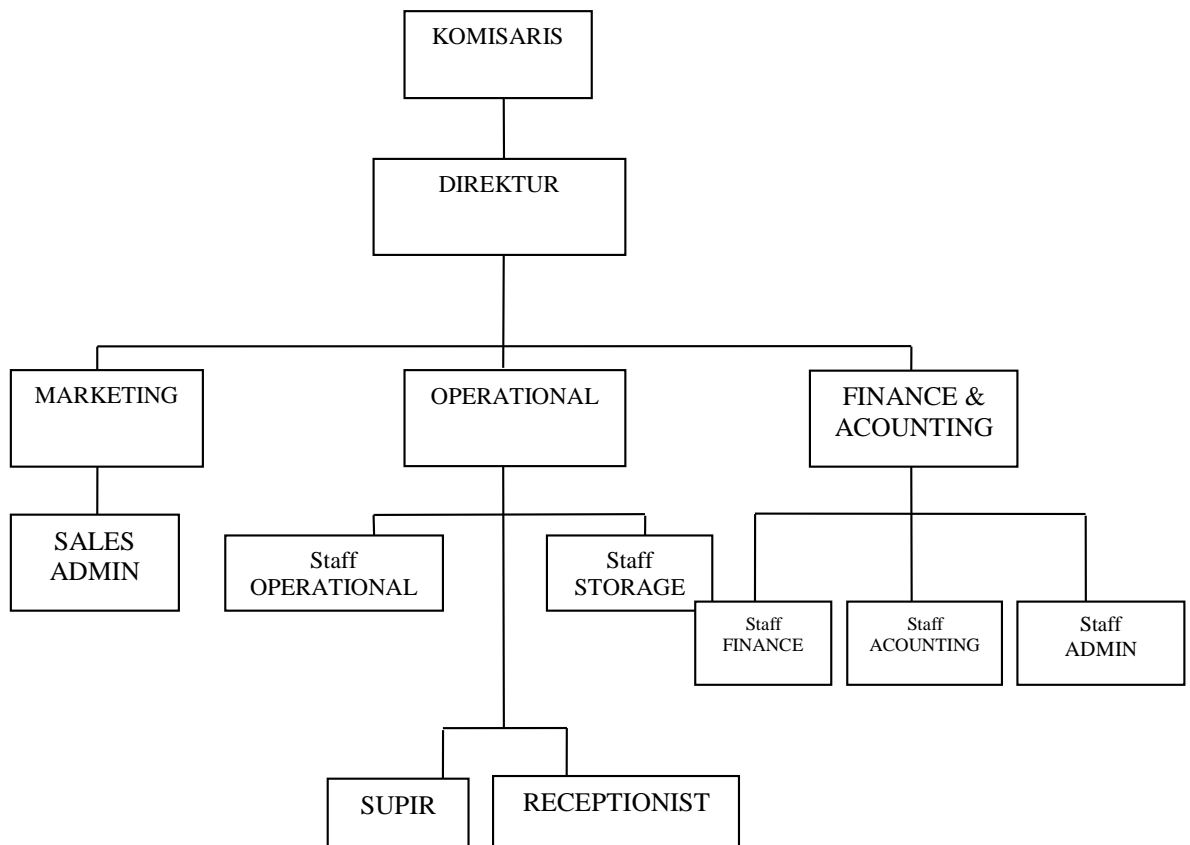 KOMISARIS
DIREKTUR
MARKETING
OPERATIONAL
FINANCE &
ACOUNTING
SALES
ADMIN
Staff
OPERATIONAL
Staff
STORAGE
Staff
FINANCE
Staff
ACOUNTING
Staff
ADMIN
SUPIR
RECEPTIONIST